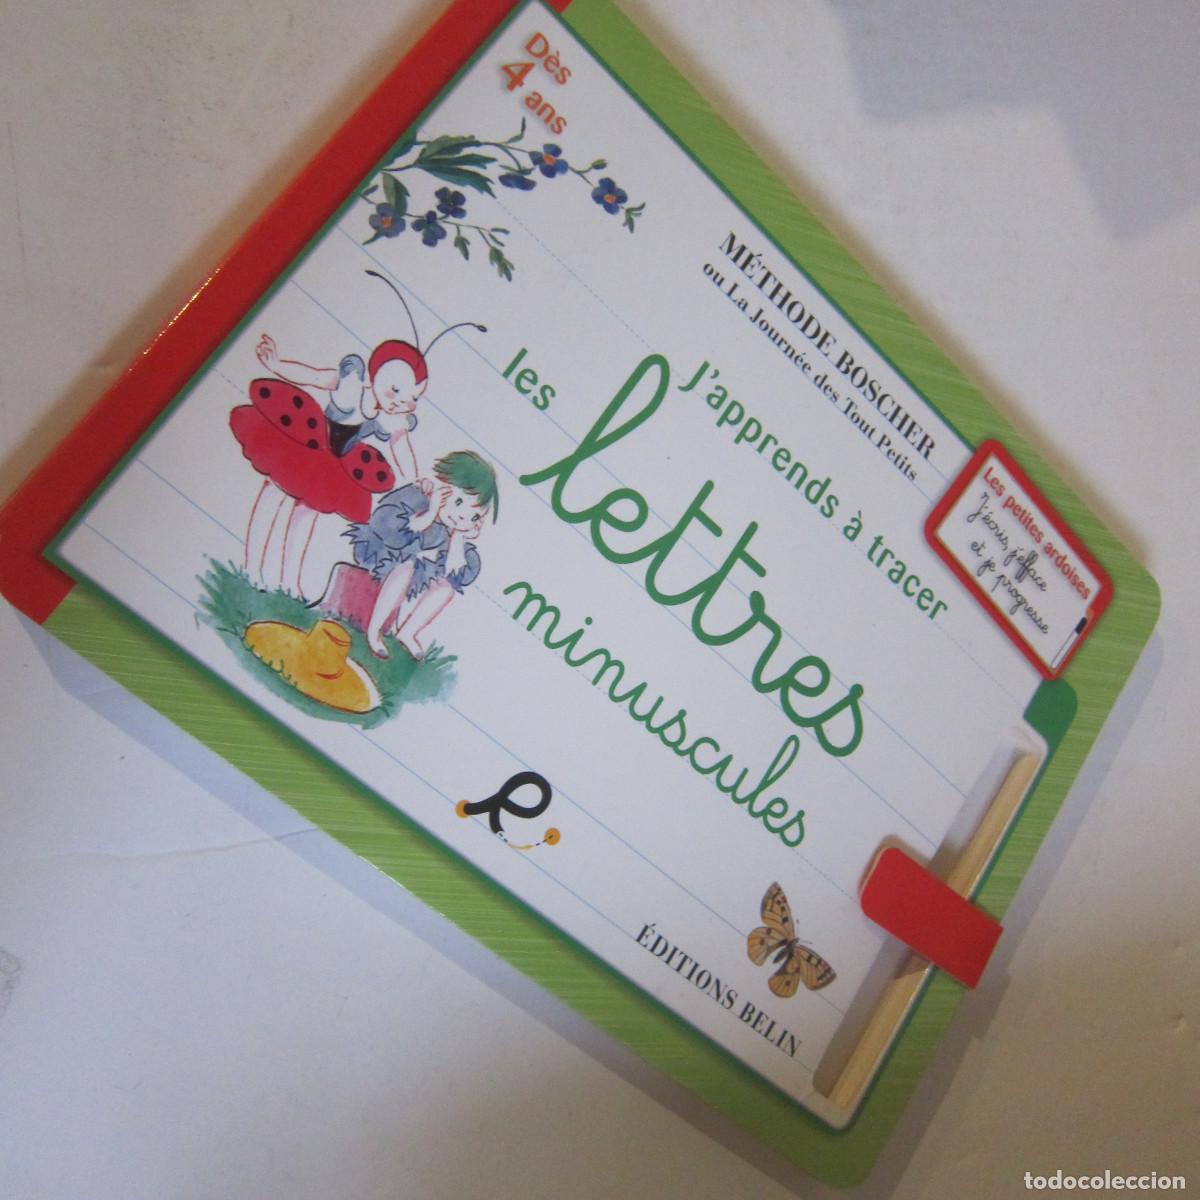 Dès
4 ans
MÉTHODE BOSCHER
ou La Journée des Tout Petits
J'apprends à tracer
les lettres
minuscules
Les petites ardoises
J'écris, j'efface
et je progresse
e
ÉDITIONS BELIN
todocoleccion